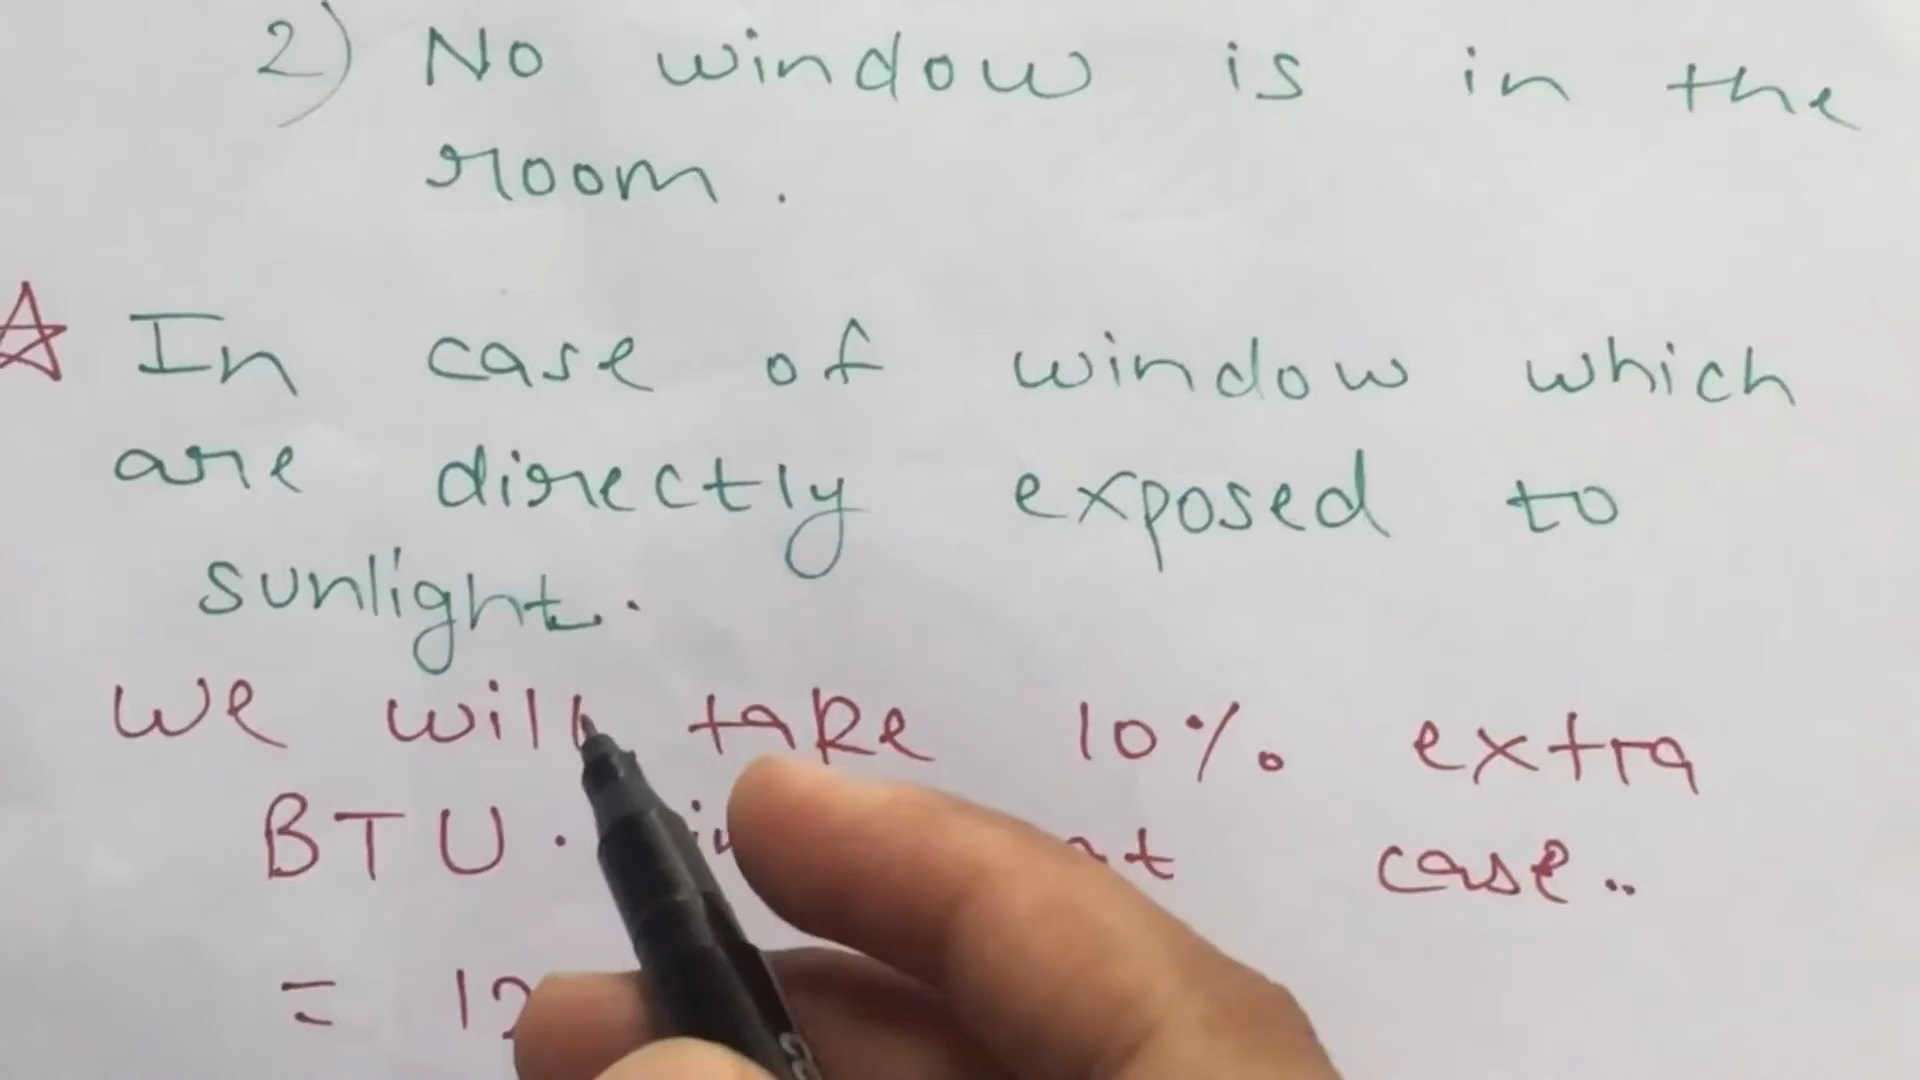 2) No window is in the
room.
In case of window which
are directly exposed to
sunlight.
we will take 10% extra
BTU. case..
= 12